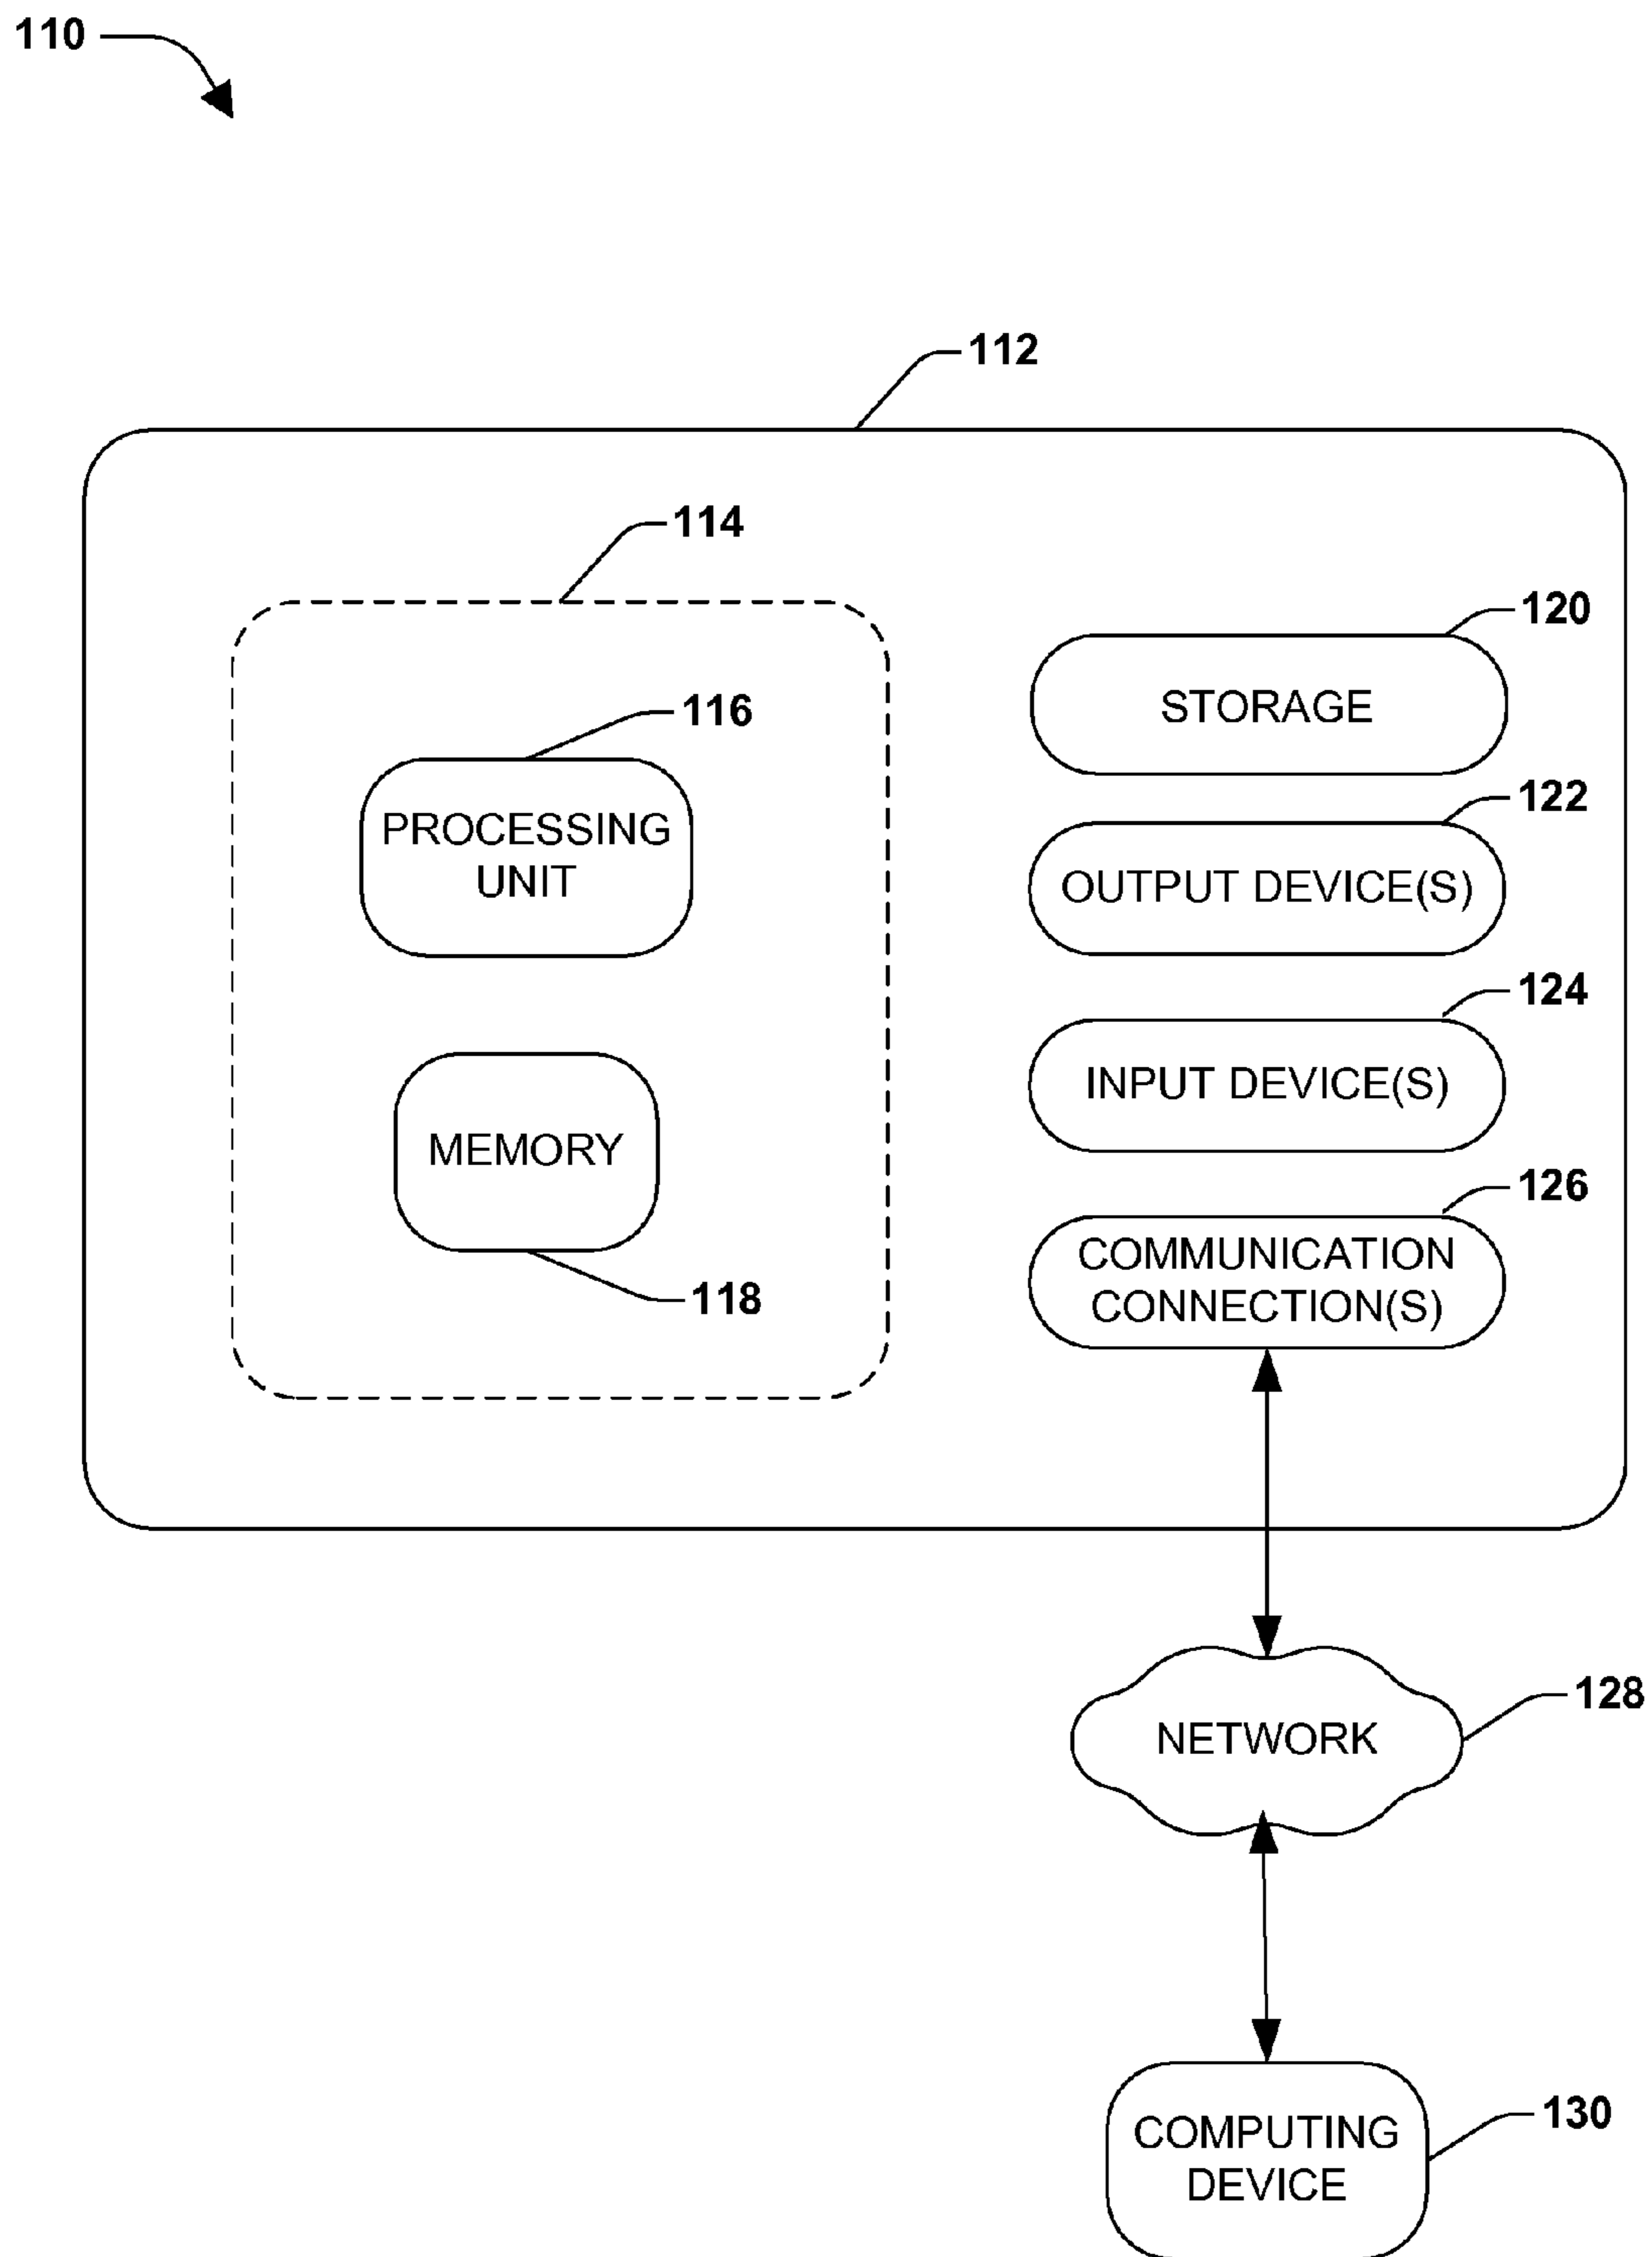 110
112
114
120
116
STORAGE
PROCESSING
UNIT
122
OUTPUT DEVICE(S)
124
INPUT DEVICE(S)
MEMORY
126
COMMUNICATION
CONNECTION(S)
118
128
NETWORK
130
COMPUTING
DEVICE